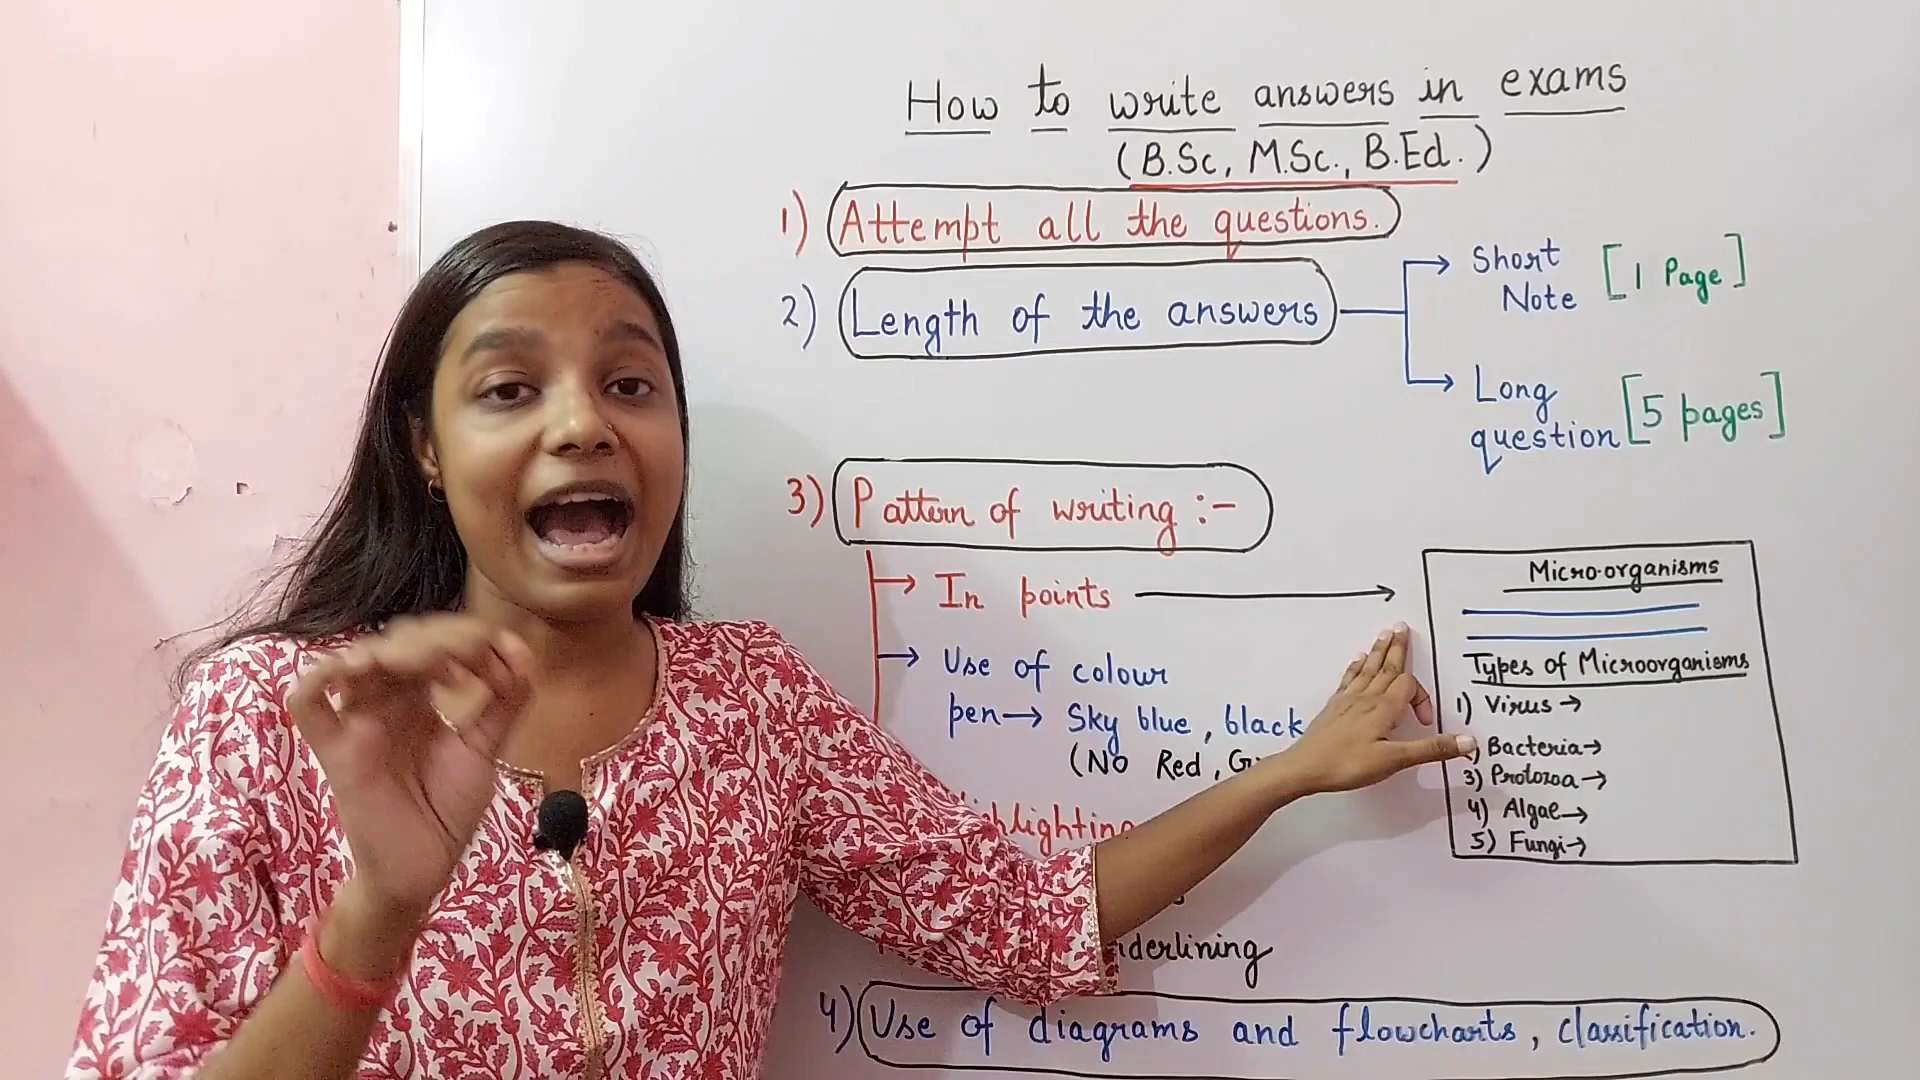 How to write answers in exams
(B.Sc, M.Sc., B.Ed.)
1) Attempt all the questions.
2) Length of the answers
Short
Note [1 Page]
Long
question [5 pages]
3) Pattern of writing :-
In points
Use of colour
pen → Sky blue, black
(No Red,
Micro-organisms
Types of Microorganisms
1) Virus →
Bacteria →
3) Protozoa →
4) Algae →
5) Fungi →
4) Use of diagrams and flowcharts, classification.